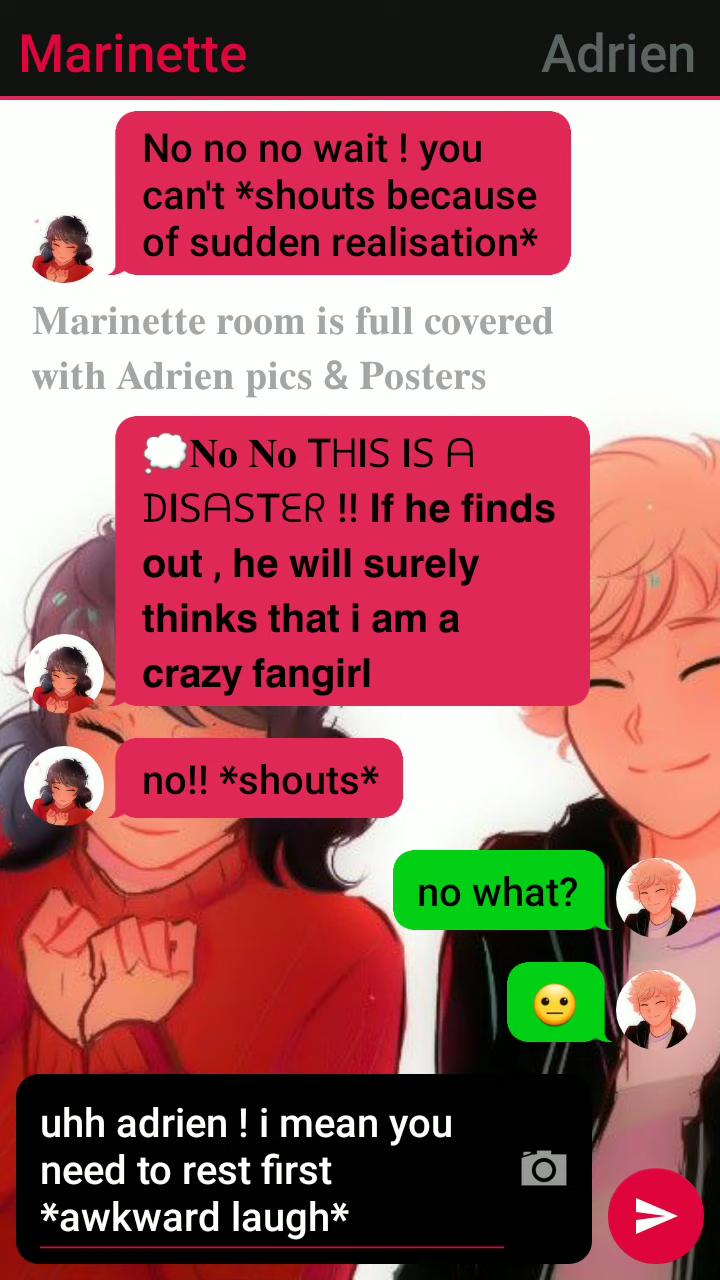 Marinette Adrien
No no no wait ! you
can't *shouts because
of sudden realisation*
Marinette room is full covered
with Adrien pics & Posters
💭No No THIS IS ᗩ
DISᗩSTᕮR !! If he finds
out , he will surely
thinks that i am a
crazy fangirl
no!! *shouts*
no what?
😐
uhh adrien ! i mean you
need to rest first
*awkward laugh*